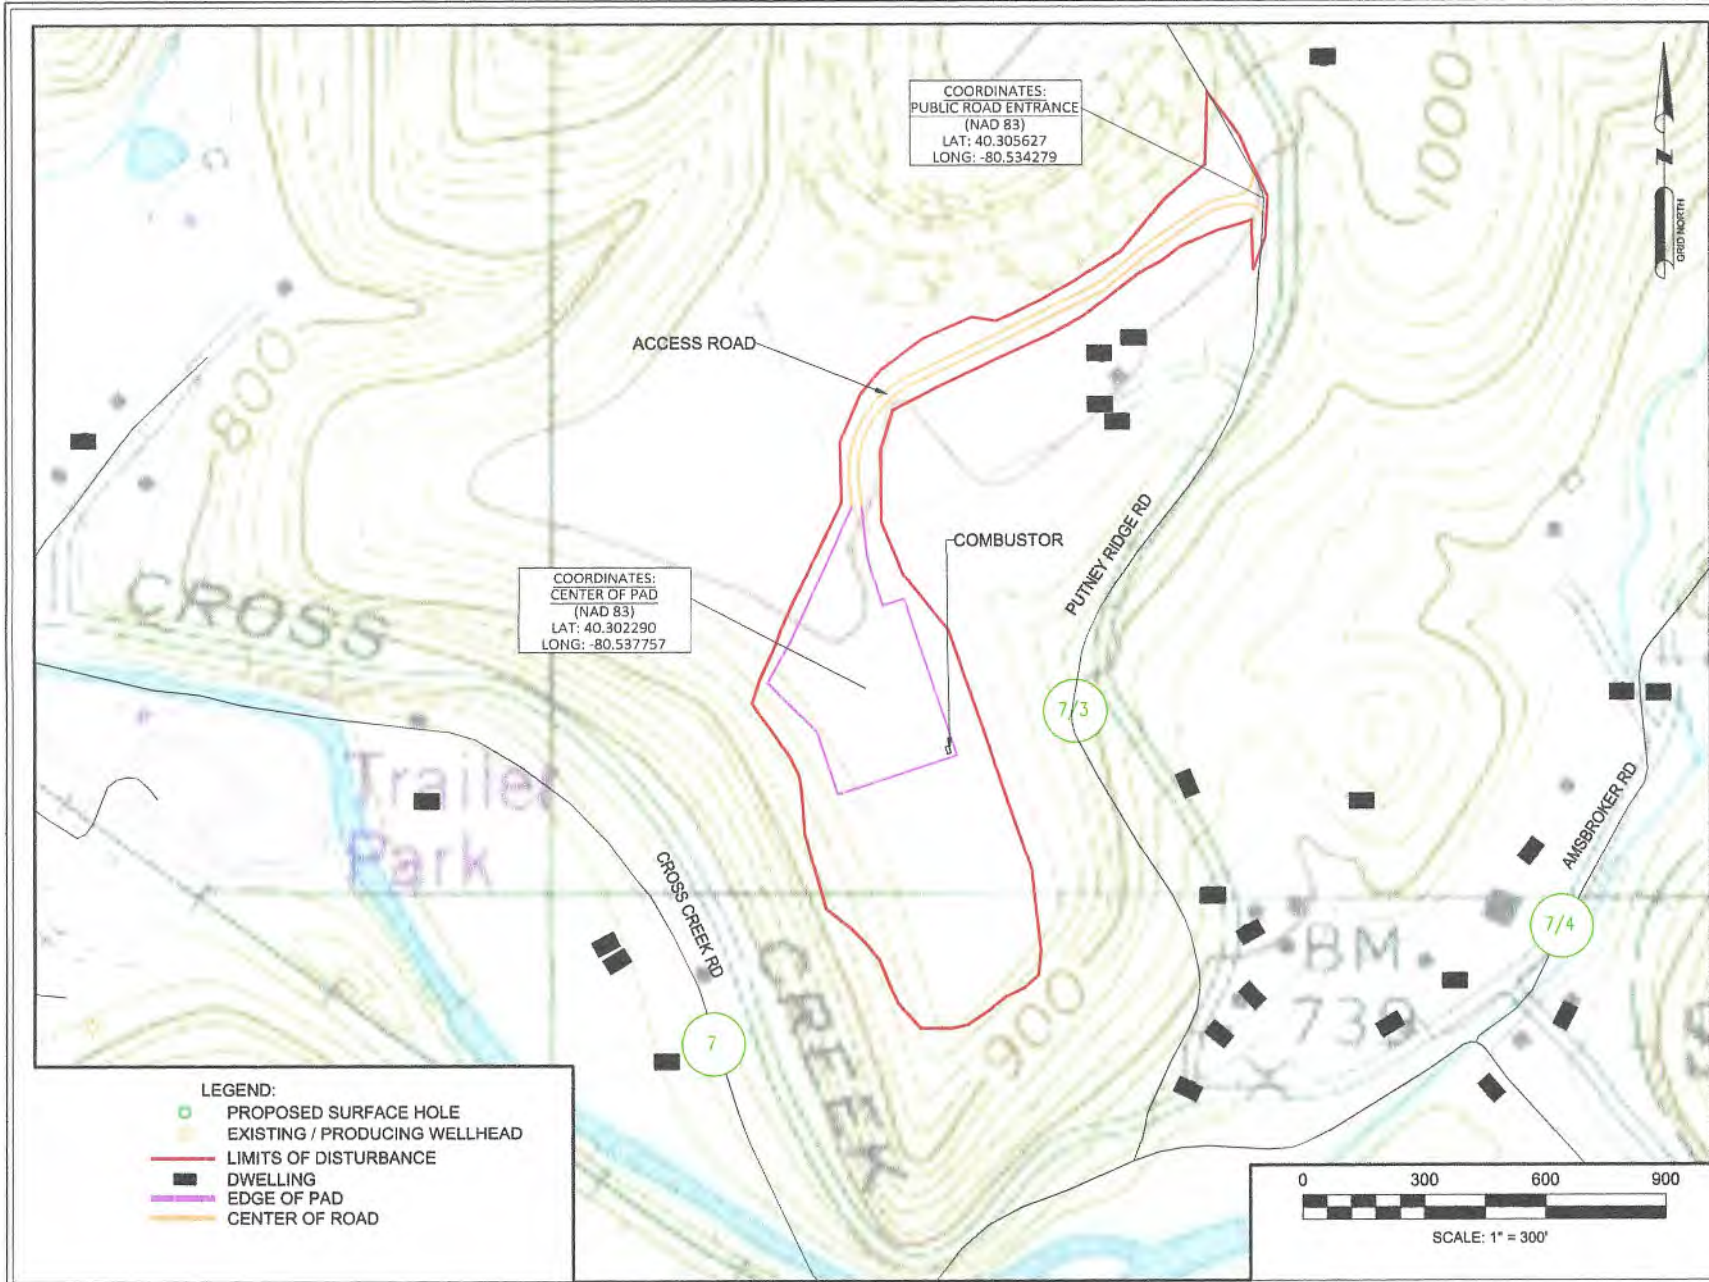 COORDINATES:
PUBLIC ROAD ENTRANCE
(NAD 83)
LAT: 40.305627
LONG: -80.534279
1000
GRID NORTH
ACCESS ROAD
800
COMBUSTOR
PUTNEY RIDGE RD
COORDINATES:
CENTER OF PAD
(NAD 83)
LAT: 40.302290
LONG: -80.537757
CROSS
7/3
Trailer
Park
AMSBROKER RD
CROSS CREEK RD
7/4
BM
CREEK
900
7
LEGEND:
PROPOSED SURFACE HOLE
EXISTING / PRODUCING WELLHEAD
LIMITS OF DISTURBANCE
DWELLING
EDGE OF PAD
CENTER OF ROAD
0 300 600 900
SCALE: 1" = 300'